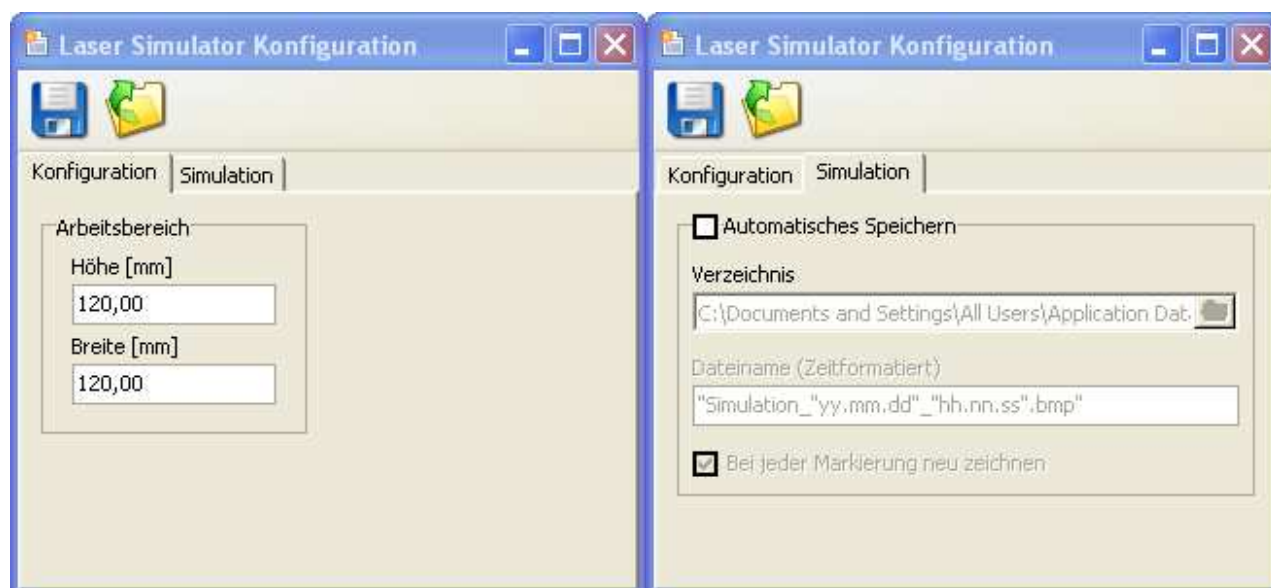 Laser Simulator Konfiguration
Konfiguration
Simulation
Arbeitsbereich
Höhe [mm]
120,00
Breite [mm]
120,00
Laser Simulator Konfiguration
Konfiguration
Simulation
Automatisches Speichern
Verzeichnis
C:\Documents and Settings\All Users\Application Dat
Dateiname (Zeitformatiert)
"Simulation_"yy.mm.dd"_"hh.nn.ss".bmp"
Bei jeder Markierung neu zeichnen